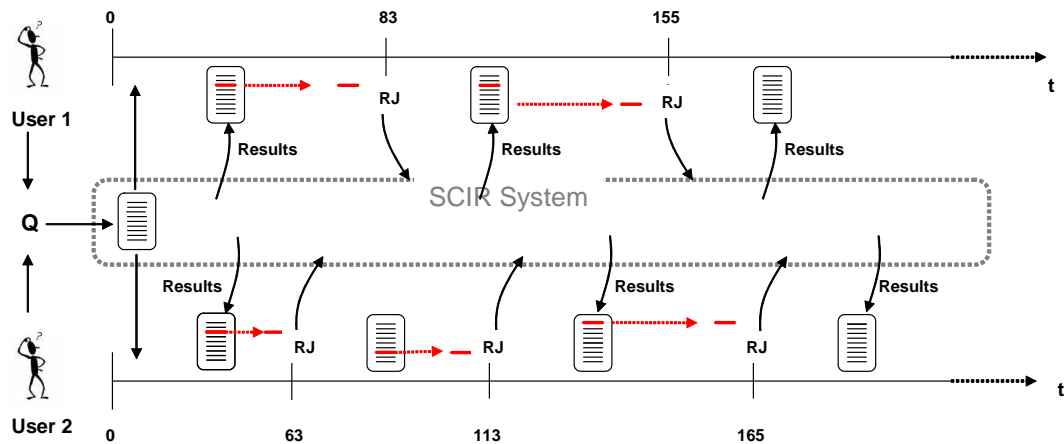 0 83 155
t
RJ RJ
User 1
Results Results Results
SCIR System
Q
Results Results Results
RJ RJ RJ
t
User 2
0 63 113 165